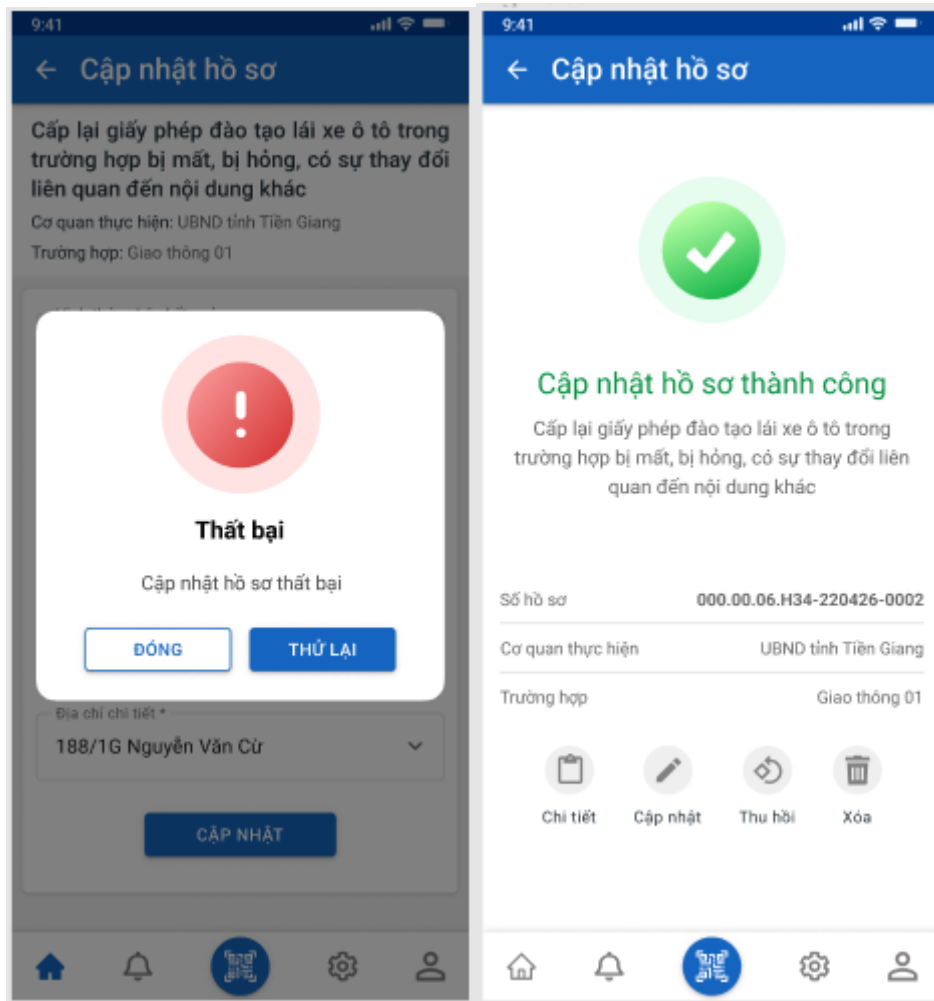 9:41
Cập nhật hồ sơ
Cấp lại giấy phép đào tạo lái xe ô tô trong
trường hợp bị mất, bị hỏng, có sự thay đổi
liên quan đến nội dung khác
Cơ quan thực hiện: UBND tỉnh Tiền Giang
Trường hợp: Giao thông 01
Thất bại
Cập nhật hồ sơ thất bại
ĐÓNG
THỬ LẠI
Địa chỉ chi tiết *
188/1G Nguyễn Văn Cừ
CẬP NHẬT
9:41
Cập nhật hồ sơ
Cập nhật hồ sơ thành công
Cấp lại giấy phép đào tạo lái xe ô tô trong
trường hợp bị mất, bị hỏng, có sự thay đổi liên
quan đến nội dung khác
Số hồ sơ 000.00.06.H34-220426-0002
Cơ quan thực hiện UBND tỉnh Tiền Giang
Trường hợp Giao thông 01
Chi tiết Cập nhật Thu hồi Xóa